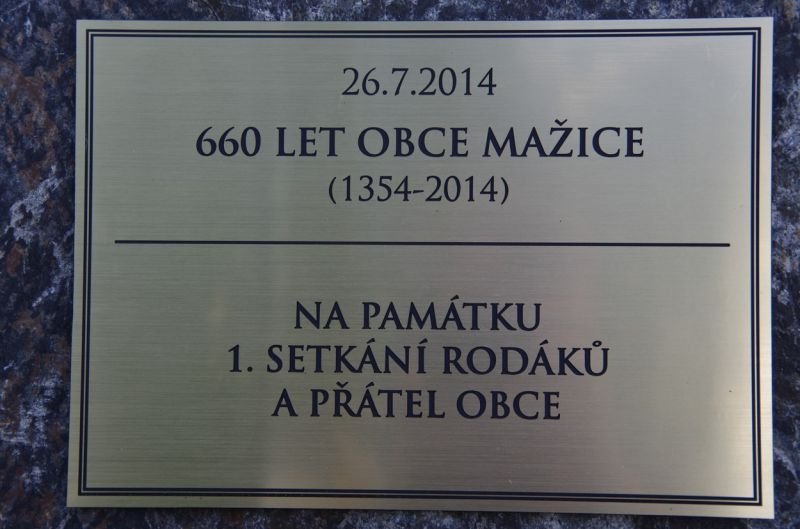 26.7.2014
660 LET OBCE MAŽICE
(1354-2014)
NA PAMÁTKU
1. SETKÁNÍ RODÁKŮ
A PŘÁTEL OBCE